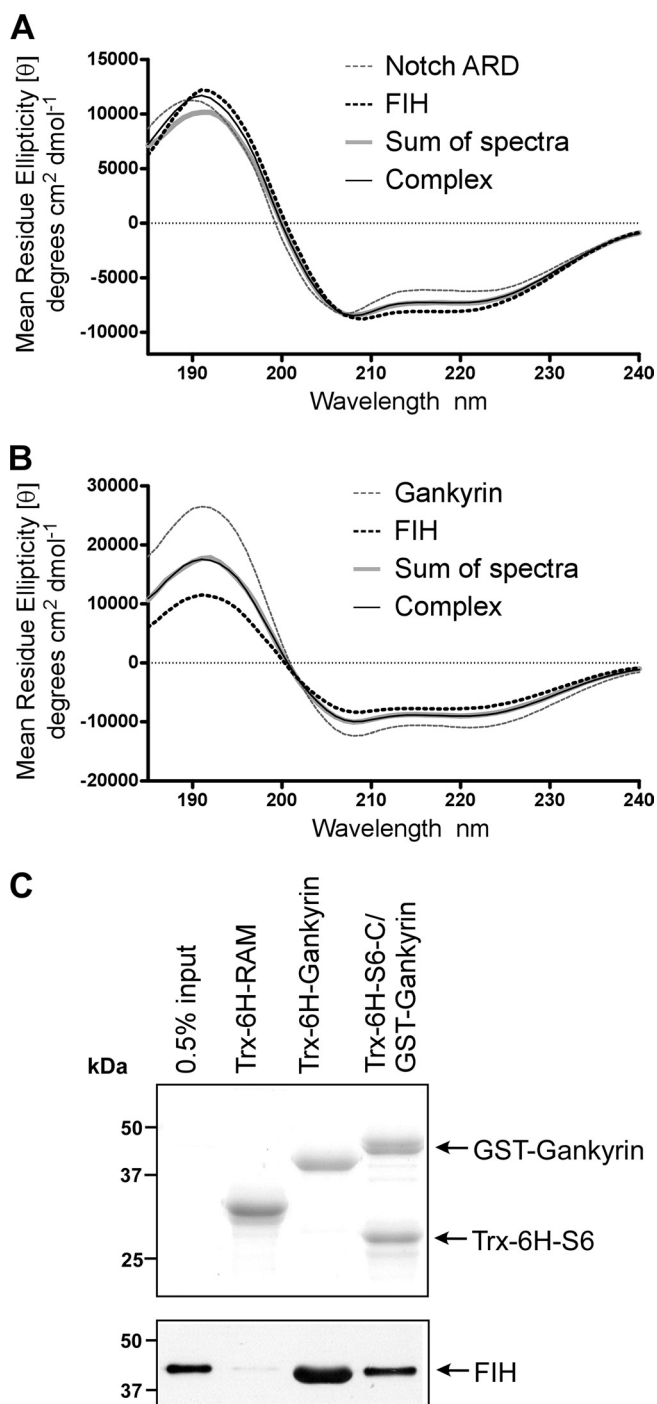 A
Mean Residue Ellipticity [θ]
degrees cm2 dmol-1
15000
10000
5000
0
-5000
-10000
Notch ARD
FIH
Sum of spectra
Complex
190 200 210 220 230 240
Wavelength nm
B
Mean Residue Ellipticity [θ]
degrees cm2 dmol-1
30000
20000
10000
0
-10000
-20000
Gankyrin
FIH
Sum of spectra
Complex
190 200 210 220 230 240
Wavelength nm
C
0.5% input
Trx-6H-RAM
Trx-6H-Gankyrin
Trx-6H-S6-C/
GST-Gankyrin
kDa
50
37
25
GST-Gankyrin
Trx-6H-S6
50
37
FIH